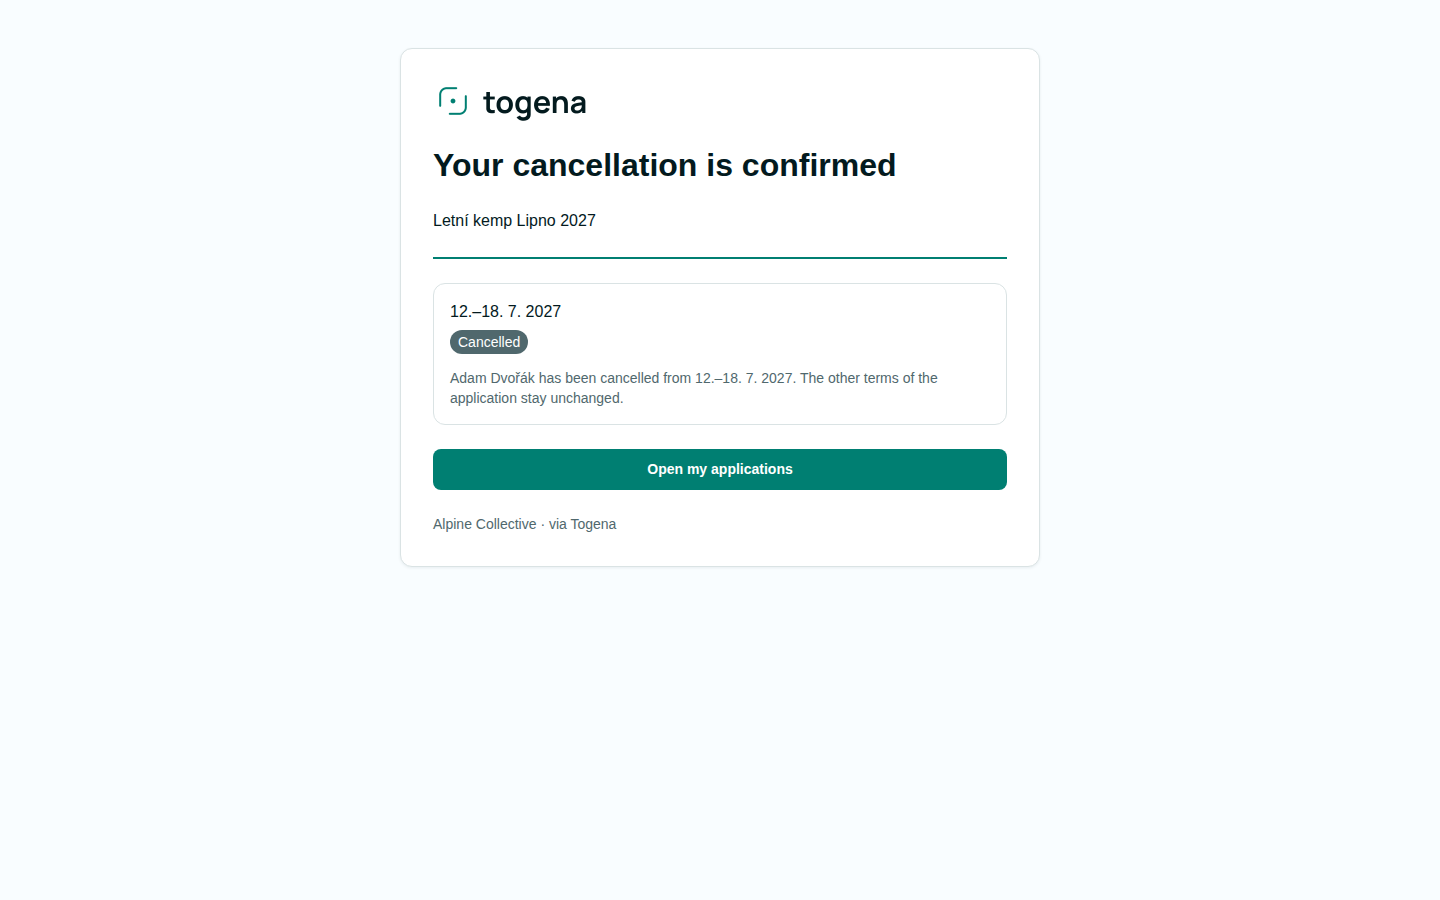 togena
Your cancellation is confirmed
Letní kemp Lipno 2027
12.–18. 7. 2027
Cancelled
Adam Dvořák has been cancelled from 12.–18. 7. 2027. The other terms of the
application stay unchanged.
Open my applications
Alpine Collective · via Togena